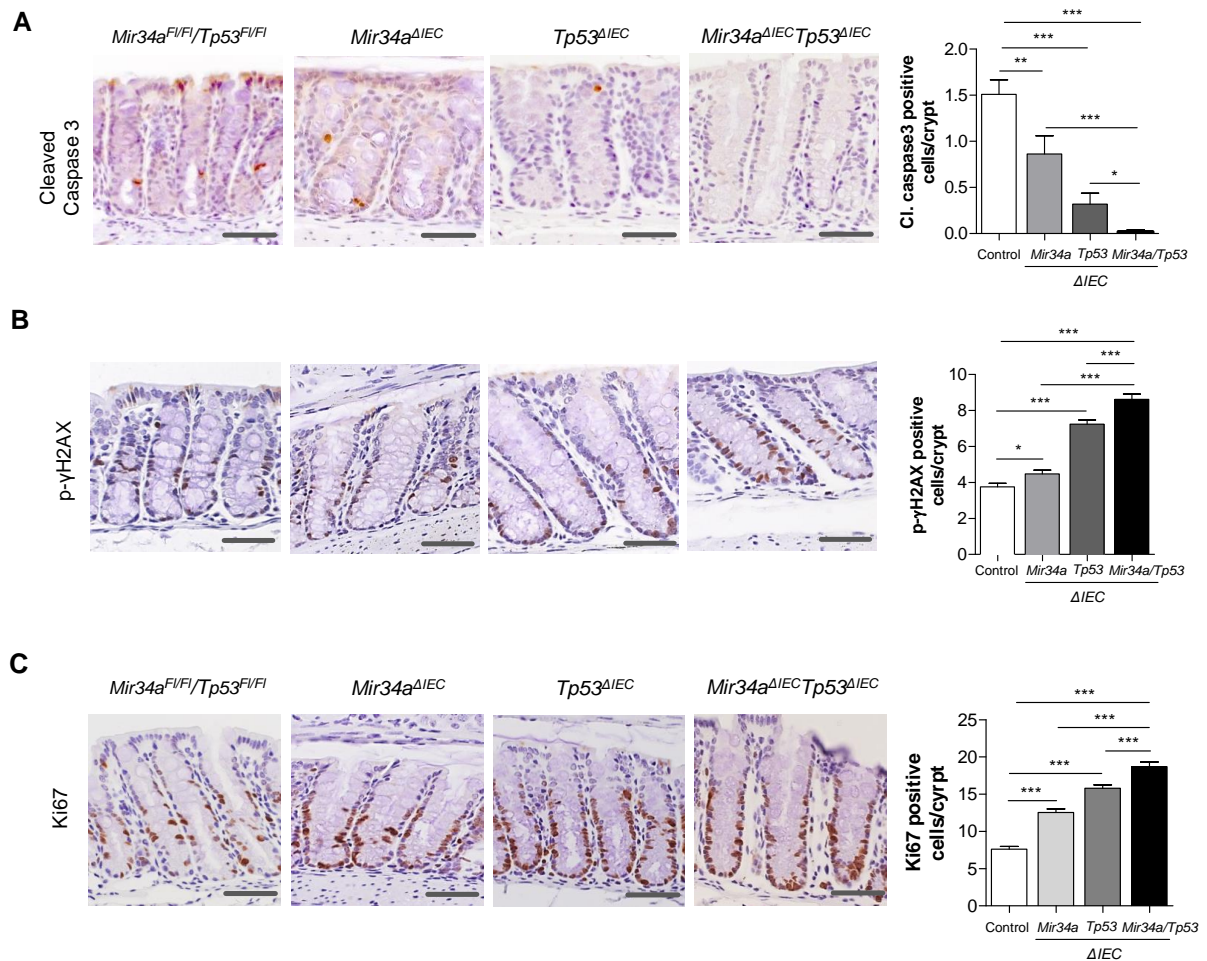 A
Mir34aFl/Fl/Tp53Fl/Fl
Mir34aΔIEC
Tp53ΔIEC
Mir34aΔIECTp53ΔIEC
Cleaved
Caspase 3
Cl. caspase3 positive
cells/crypt
2.0
1.5
1.0
0.5
0.0
***
***
**
***
*
Control Mir34a Tp53 Mir34a/Tp53
ΔIEC
B
p-γH2AX
p-γH2AX positive
cells/crypt
10
8
6
4
2
0
***
***
***
***
*
Control Mir34a Tp53 Mir34a/Tp53
ΔIEC
C
Mir34aFl/Fl/Tp53Fl/Fl
Mir34aΔIEC
Tp53ΔIEC
Mir34aΔIECTp53ΔIEC
Ki67
Ki67 positive
cells/cyrpt
25
20
15
10
5
0
***
***
***
***
***
Control Mir34a Tp53 Mir34a/Tp53
ΔIEC